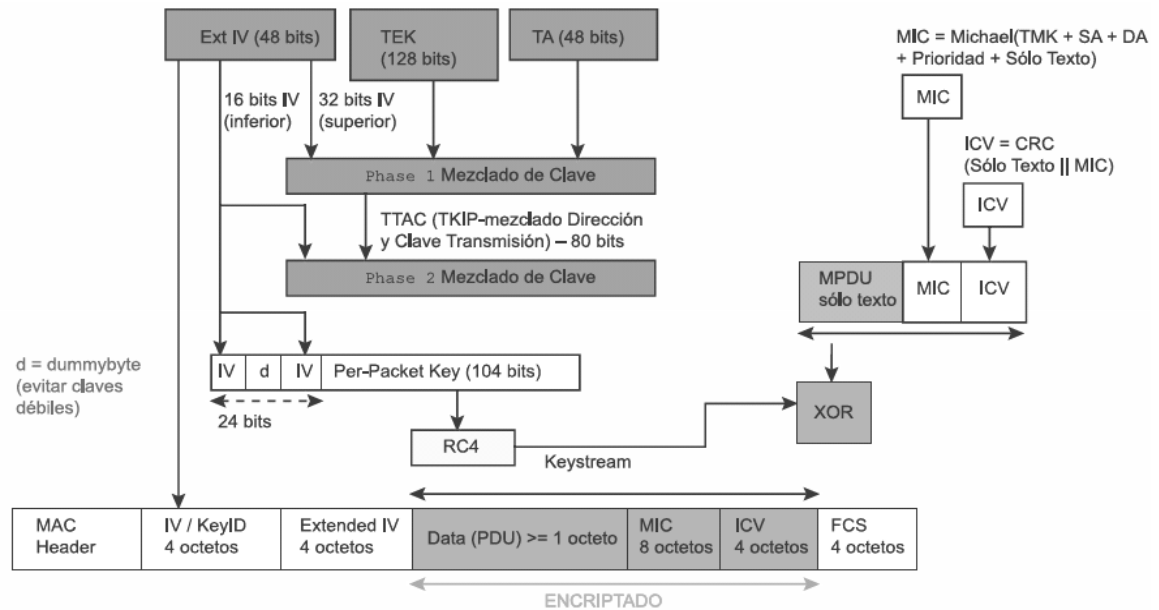 Ext IV (48 bits)
TEK
(128 bits)
TA (48 bits)
MIC = Michael(TMK + SA + DA
+ Prioridad + Sólo Texto)
MIC
16 bits IV
(inferior)
32 bits IV
(superior)
ICV = CRC
(Sólo Texto || MIC)
ICV
Phase 1 Mezclado de Clave
TTAC (TKIP-mezclado Dirección
y Clave Transmisión) – 80 bits
Phase 2 Mezclado de Clave
MPDU
sólo texto
MIC
ICV
d = dummybyte
(evitar claves
débiles)
IV
d
IV
Per-Packet Key (104 bits)
24 bits
XOR
RC4
Keystream
MAC
Header
IV / KeyID
4 octetos
Extended IV
4 octetos
Data (PDU) >= 1 octeto
MIC
8 octetos
ICV
4 octetos
FCS
4 octetos
ENCRIPTADO